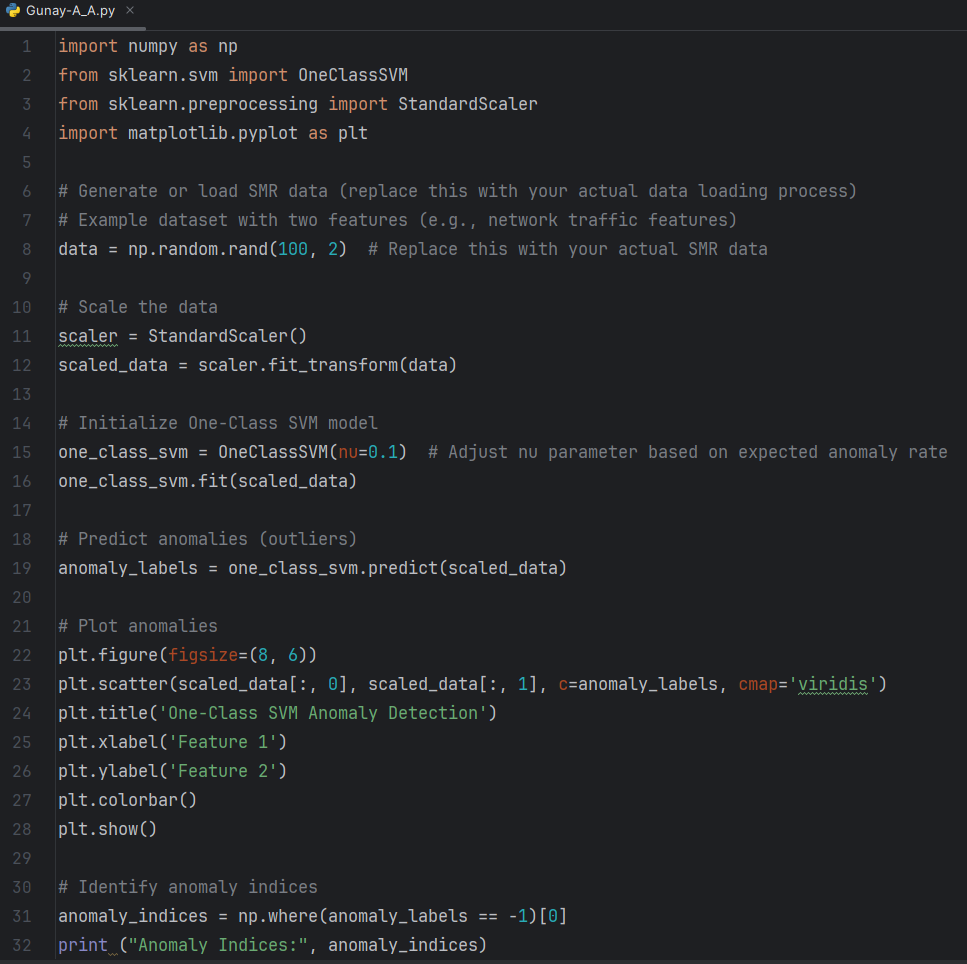 Gunay-A_A.py ×
1 import numpy as np
2 from sklearn.svm import OneClassSVM
3 from sklearn.preprocessing import StandardScaler
4 import matplotlib.pyplot as plt
5
6 # Generate or load SMR data (replace this with your actual data loading process)
7 # Example dataset with two features (e.g., network traffic features)
8 data = np.random.rand(100, 2)  # Replace this with your actual SMR data
9
10 # Scale the data
11 scaler = StandardScaler()
12 scaled_data = scaler.fit_transform(data)
13
14 # Initialize One-Class SVM model
15 one_class_svm = OneClassSVM(nu=0.1)  # Adjust nu parameter based on expected anomaly rate
16 one_class_svm.fit(scaled_data)
17
18 # Predict anomalies (outliers)
19 anomaly_labels = one_class_svm.predict(scaled_data)
20
21 # Plot anomalies
22 plt.figure(figsize=(8, 6))
23 plt.scatter(scaled_data[:, 0], scaled_data[:, 1], c=anomaly_labels, cmap='viridis')
24 plt.title('One-Class SVM Anomaly Detection')
25 plt.xlabel('Feature 1')
26 plt.ylabel('Feature 2')
27 plt.colorbar()
28 plt.show()
29
30 # Identify anomaly indices
31 anomaly_indices = np.where(anomaly_labels == -1)[0]
32 print ("Anomaly Indices:", anomaly_indices)